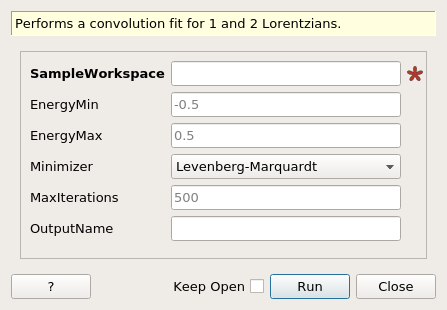 Performs a convolution fit for 1 and 2 Lorentzians.
SampleWorkspace
EnergyMin -0.5
EnergyMax 0.5
Minimizer Levenberg-Marquardt
MaxIterations 500
OutputName
? Keep Open Run Close